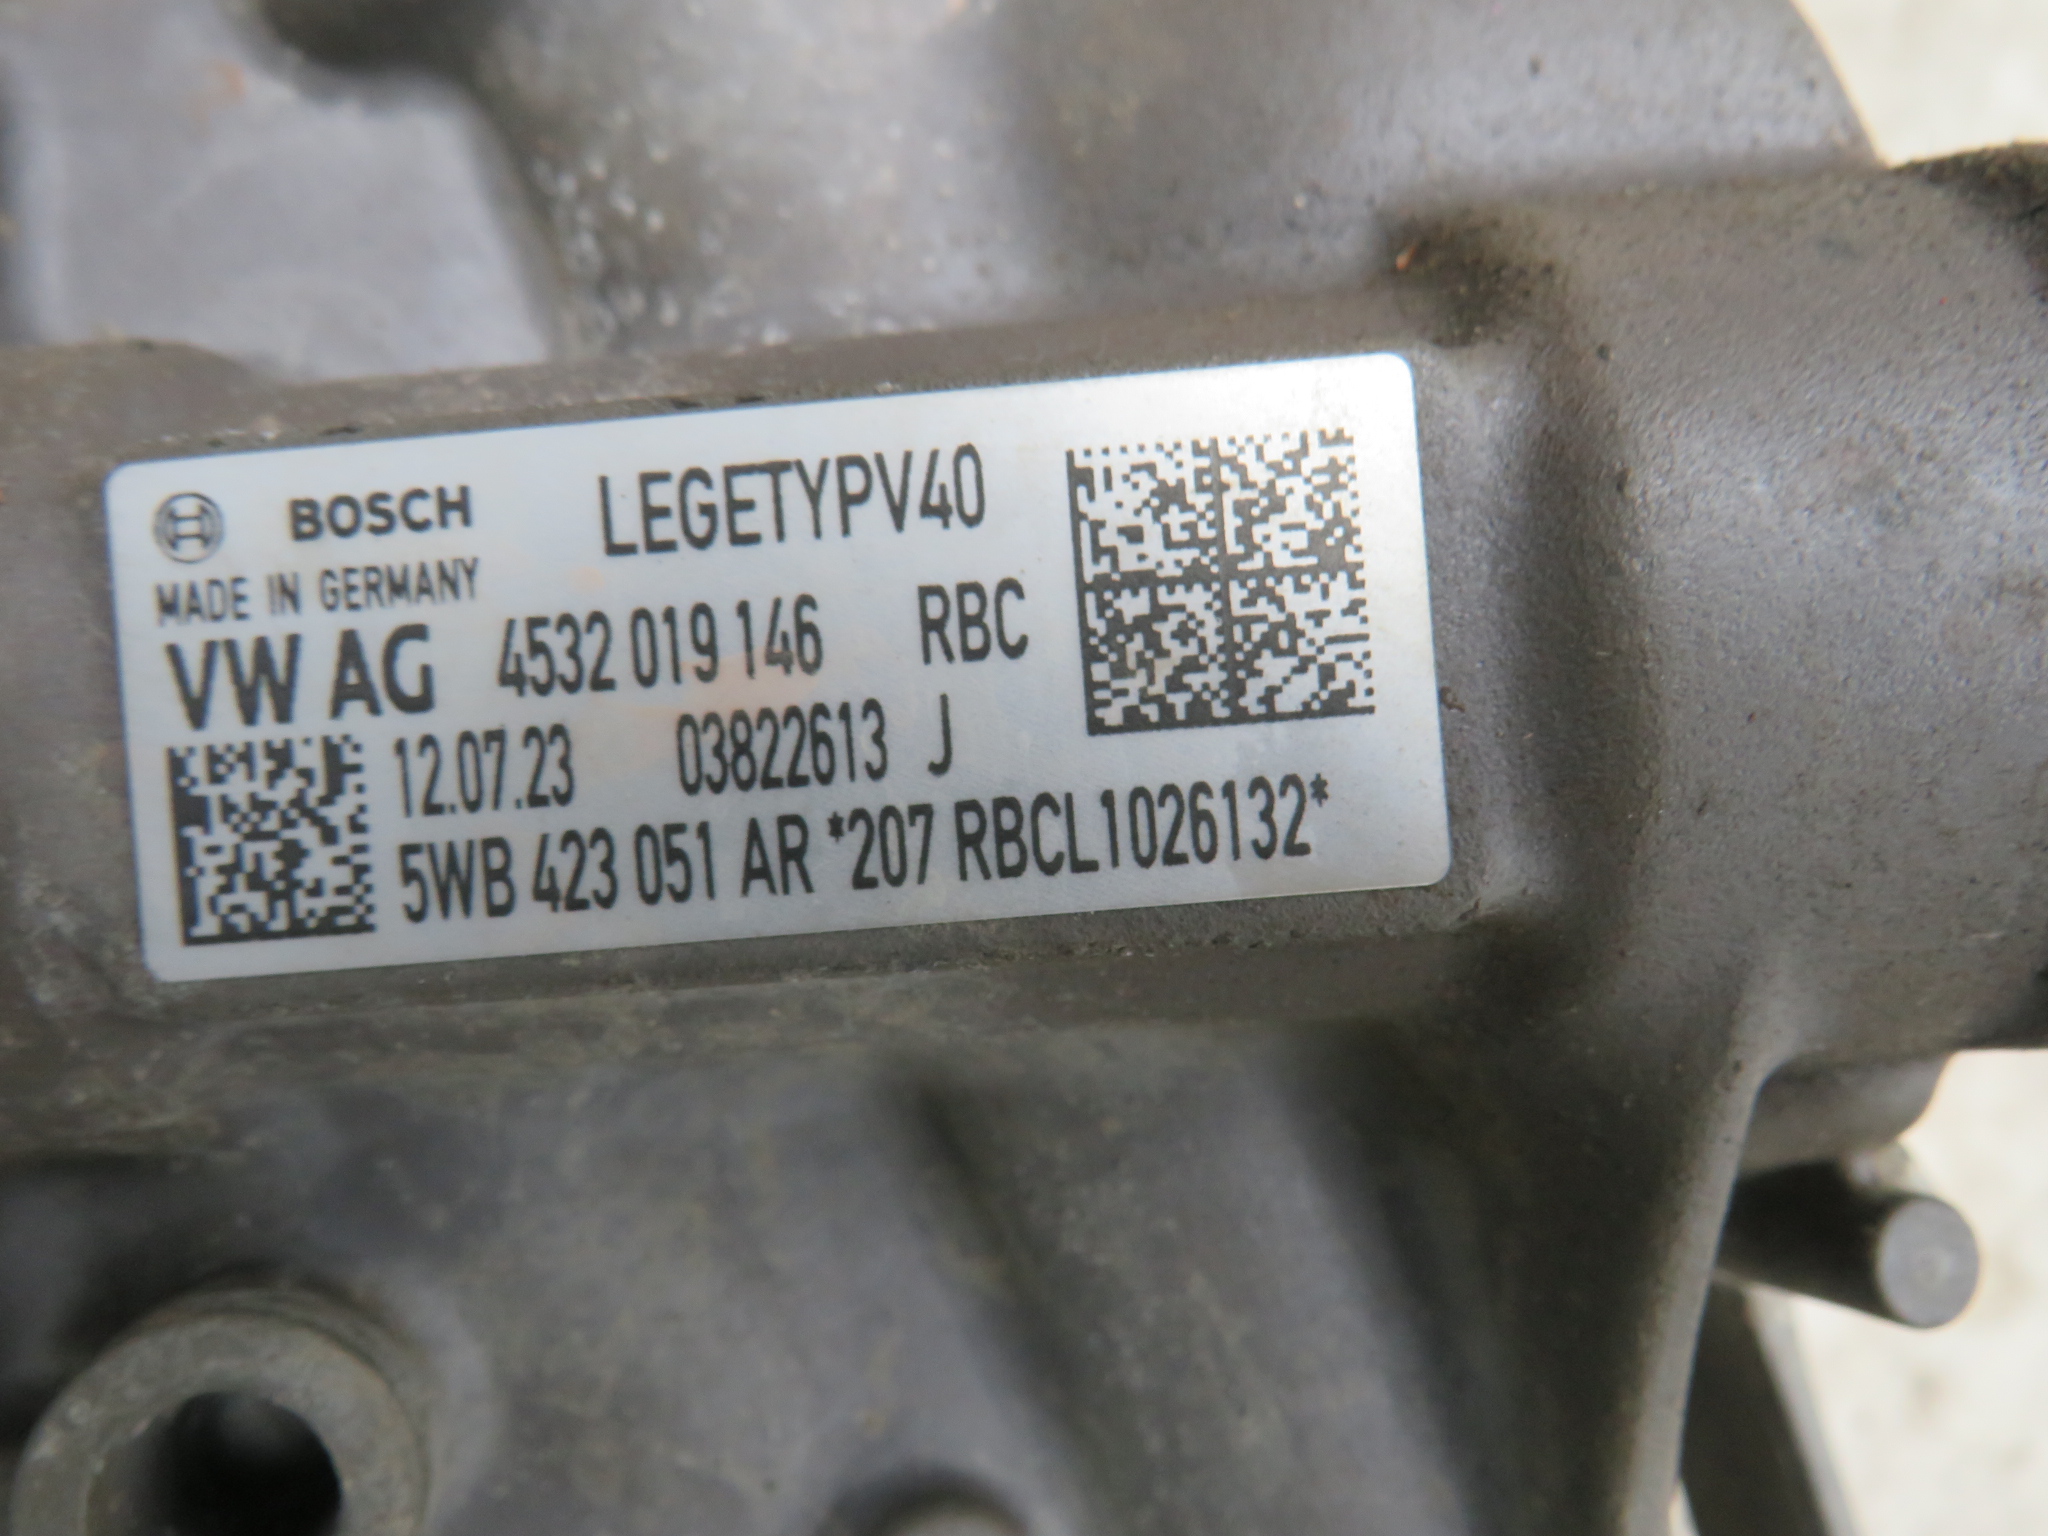 BOSCH LEGETYPV40
MADE IN GERMANY
VW AG 4532 019 146 RBC
12.07.23 03822613 J
5WB 423 051 AR *207 RBCL1026132*